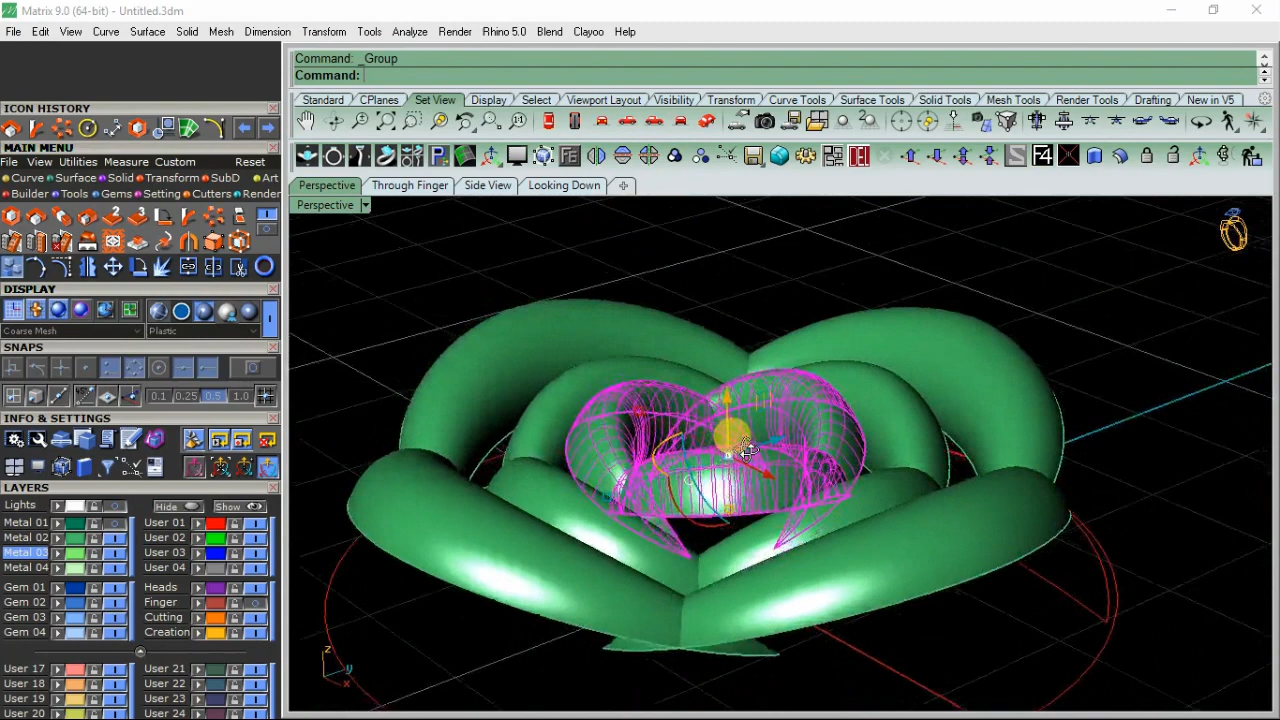 Matrix 9.0 (64-bit) - Untitled.3dm
File Edit View Curve Surface Solid Mesh Dimension Transform Tools Analyze Render Rhino 5.0 Blend Clayoo Help
Command: _Group
Command:
Standard CPlanes Set View Display Select Viewport Layout Visibility Transform Curve Tools Surface Tools Solid Tools Mesh Tools Render Tools Drafting New in V5
ICON HISTORY
MAIN MENU
File View Utilities Measure Custom Reset
Curve Surface Solid Transform SubD Art
Builder Tools Gems Setting Cutters Render
Perspective Through Finger Side View Looking Down
Perspective
DISPLAY
Coarse Mesh Plastic
SNAPS
0.1 0.25 0.5 1.0
INFO & SETTINGS
LAYERS
Lights Hide Show
Metal 01 User 01
Metal 02 User 02
Metal 03 User 03
Metal 04 User 04
Gem 01 Heads
Gem 02 Finger
Gem 03 Cutting
Gem 04 Creation
User 17 User 21
User 18 User 22
User 19 User 23
User 20 User 24
F4
z
y
x